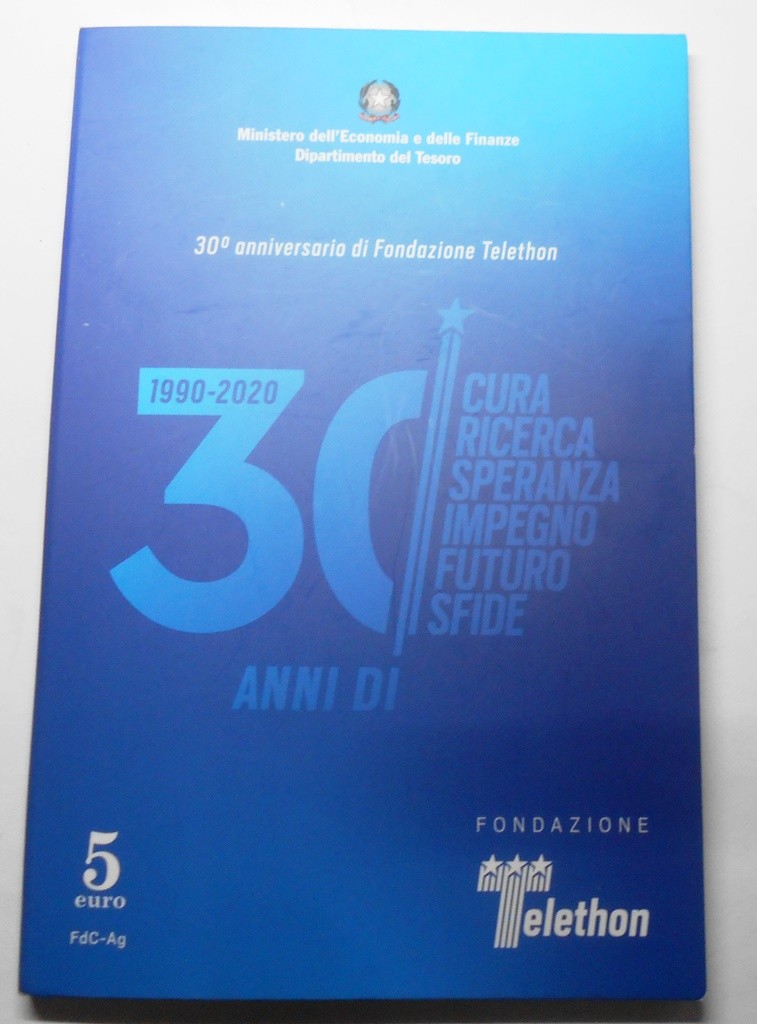 Ministero dell'Economia e delle Finanze
Dipartimento del Tesoro
30º anniversario di Fondazione Telethon
1990-2020
30
ANNI DI
CURA
RICERCA
SPERANZA
IMPEGNO
FUTURO
SFIDE
5
euro
FdC-Ag
FONDAZIONE
Telethon